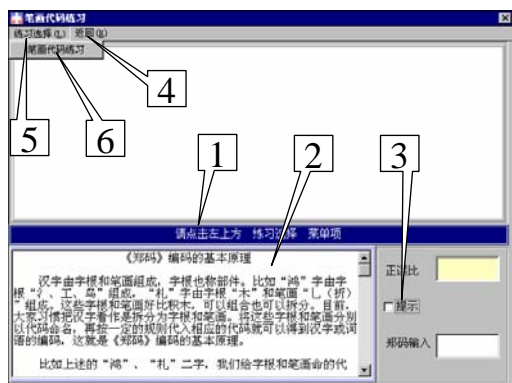 笔画代码练习
练习选择(L) 返回(R)
笔画代码练习
4
5
6
1
2
3
请点击左上方 练习选择 菜单项
《郑码》编码的基本原理
汉字由字根和笔画组成，字根也称部件。比如“鸿”字由字
根“氵、工、鸟”组成，“札”字由字根“木”和笔画“乚(折)
”组成。这些字根和笔画好比积木，可以组合也可以拆分。目前，
大家习惯把汉字看作是拆分为字根和笔画。将这些字根和笔画分别
以代码命名，再按一定的规则代入相应的代码就可以得到汉字或词
语的编码，这就是《郑码》编码的基本原理。
比如上述的“鸿”、“札”二字，我们给字根和笔画命的代
正误比
提示
郑码输入